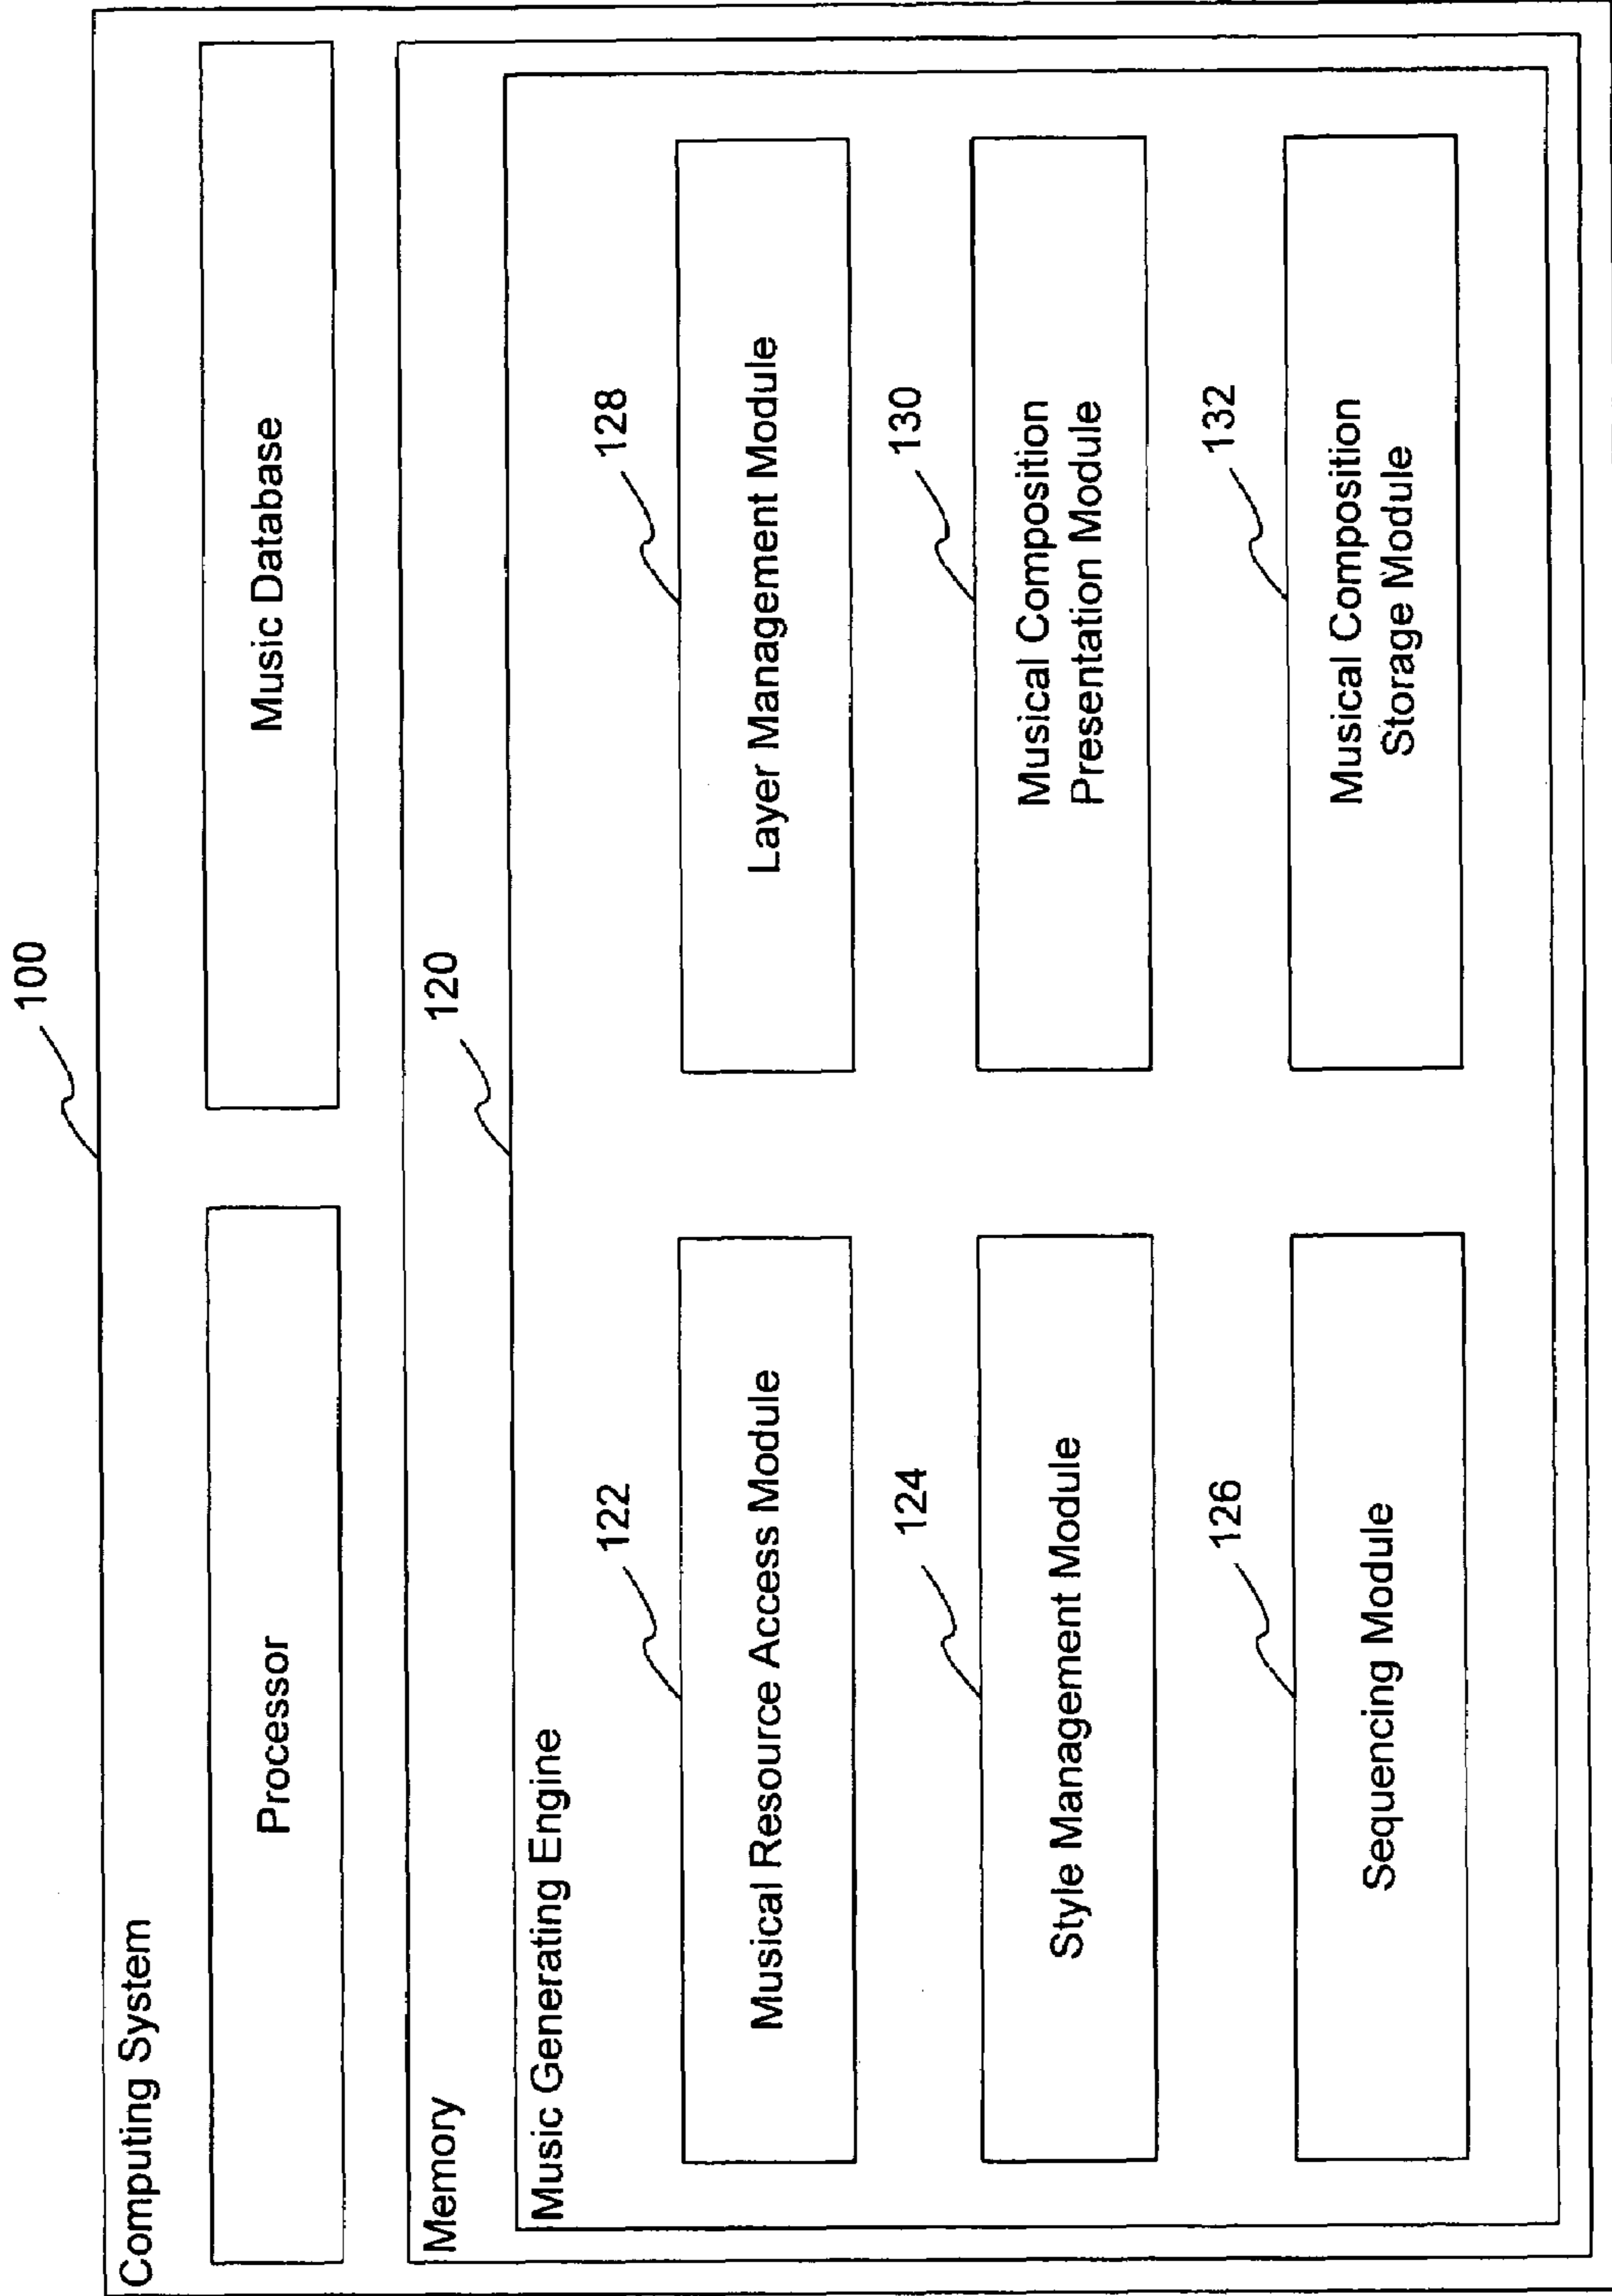 100
Computing System
Processor
Music Database
Memory
120
Music Generating Engine
122
Musical Resource Access Module
128
Layer Management Module
124
Style Management Module
130
Musical Composition
Presentation Module
126
Sequencing Module
132
Musical Composition
Storage Module